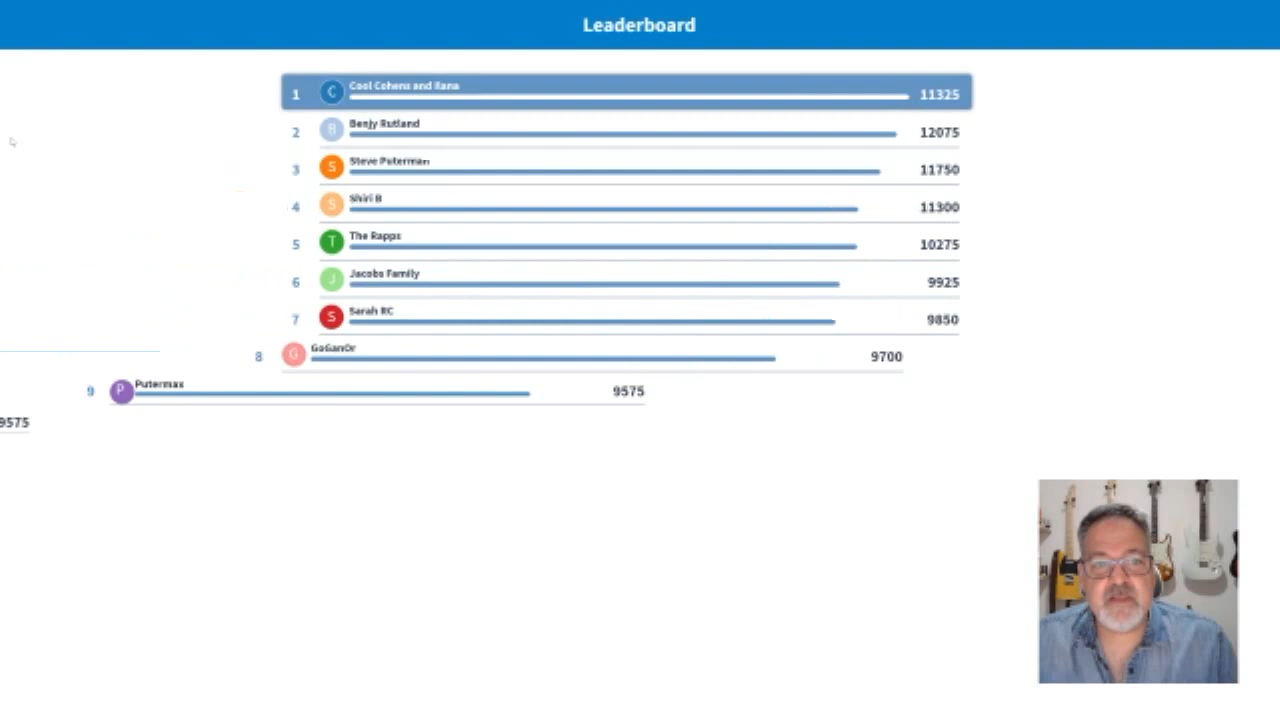 Leaderboard
1 C Cool Cohens and Ilana 11325
2 B Benjy Rutland 12075
3 S Steve Puterman 11750
4 S Shiri B 11300
5 T The Rapps 10275
6 J Jacobs Family 9925
7 S Sarah RC 9850
8 G GoGanOr 9700
9 P Putermax 9575
9575